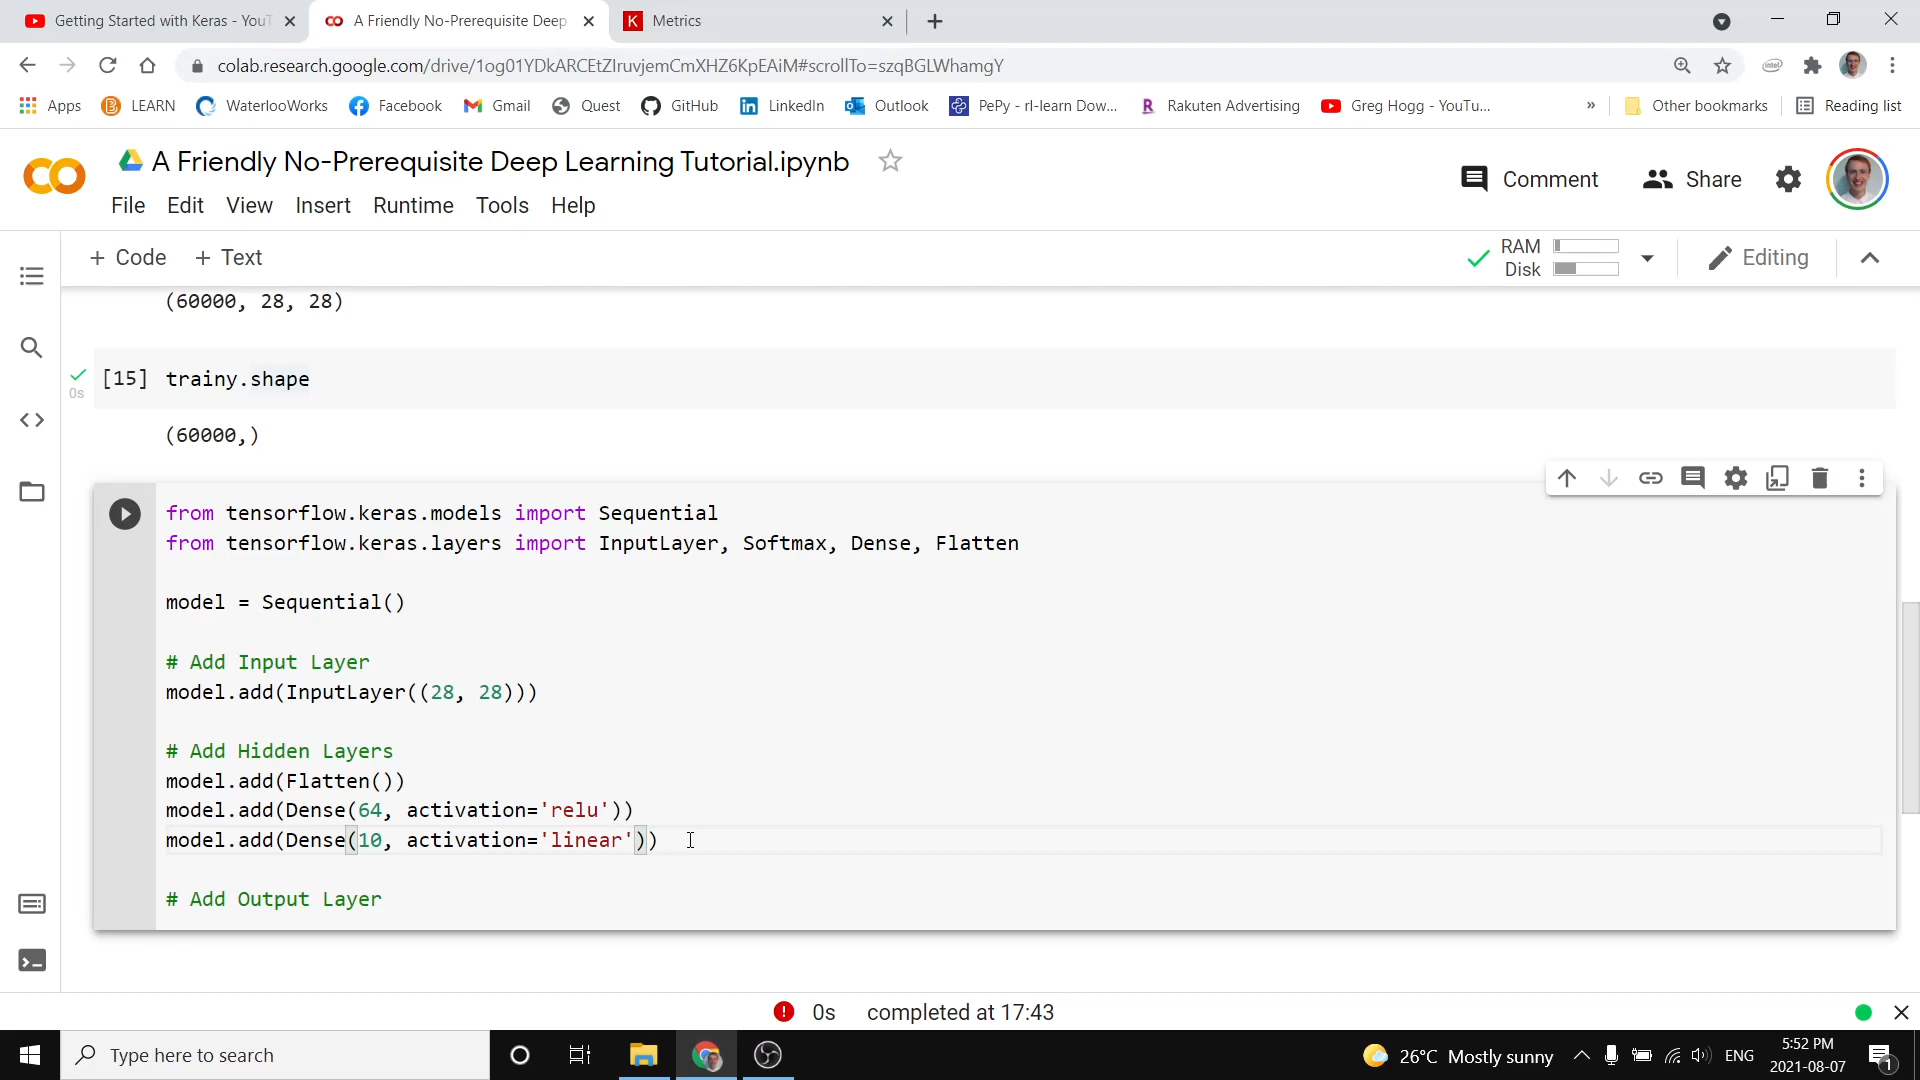 Getting Started with Keras - YouT
A Friendly No-Prerequisite Deep
Metrics
colab.research.google.com/drive/1og01YDkARCEtZIruvjemCmXHZ6KpEAiM#scrollTo=szqBGLWhamgY
Apps
LEARN
WaterlooWorks
Facebook
Gmail
Quest
GitHub
LinkedIn
Outlook
PePy - rl-learn Dow...
Rakuten Advertising
Greg Hogg - YouTu...
»
Other bookmarks
Reading list
A Friendly No-Prerequisite Deep Learning Tutorial.ipynb
Comment
Share
File Edit View Insert Runtime Tools Help
+ Code + Text
RAM
Disk
Editing
(60000, 28, 28)
0s
[15] trainy.shape
(60000,)
from tensorflow.keras.models import Sequential
from tensorflow.keras.layers import InputLayer, Softmax, Dense, Flatten
model = Sequential()
# Add Input Layer
model.add(InputLayer((28, 28)))
# Add Hidden Layers
model.add(Flatten())
model.add(Dense(64, activation='relu'))
model.add(Dense(10, activation='linear'))
# Add Output Layer
0s completed at 17:43
Type here to search
26°C Mostly sunny
ENG
5:52 PM
2021-08-07
1